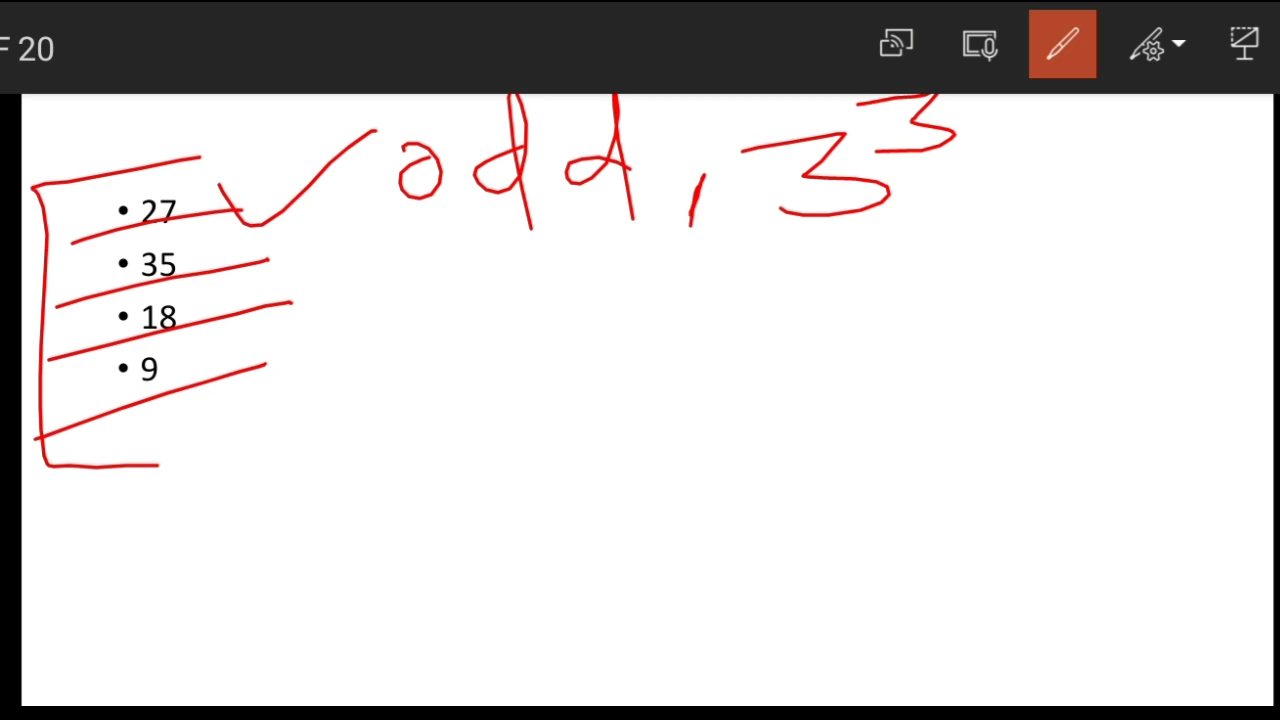 F 20
odd, 3³
• 27
• 35
• 18
• 9